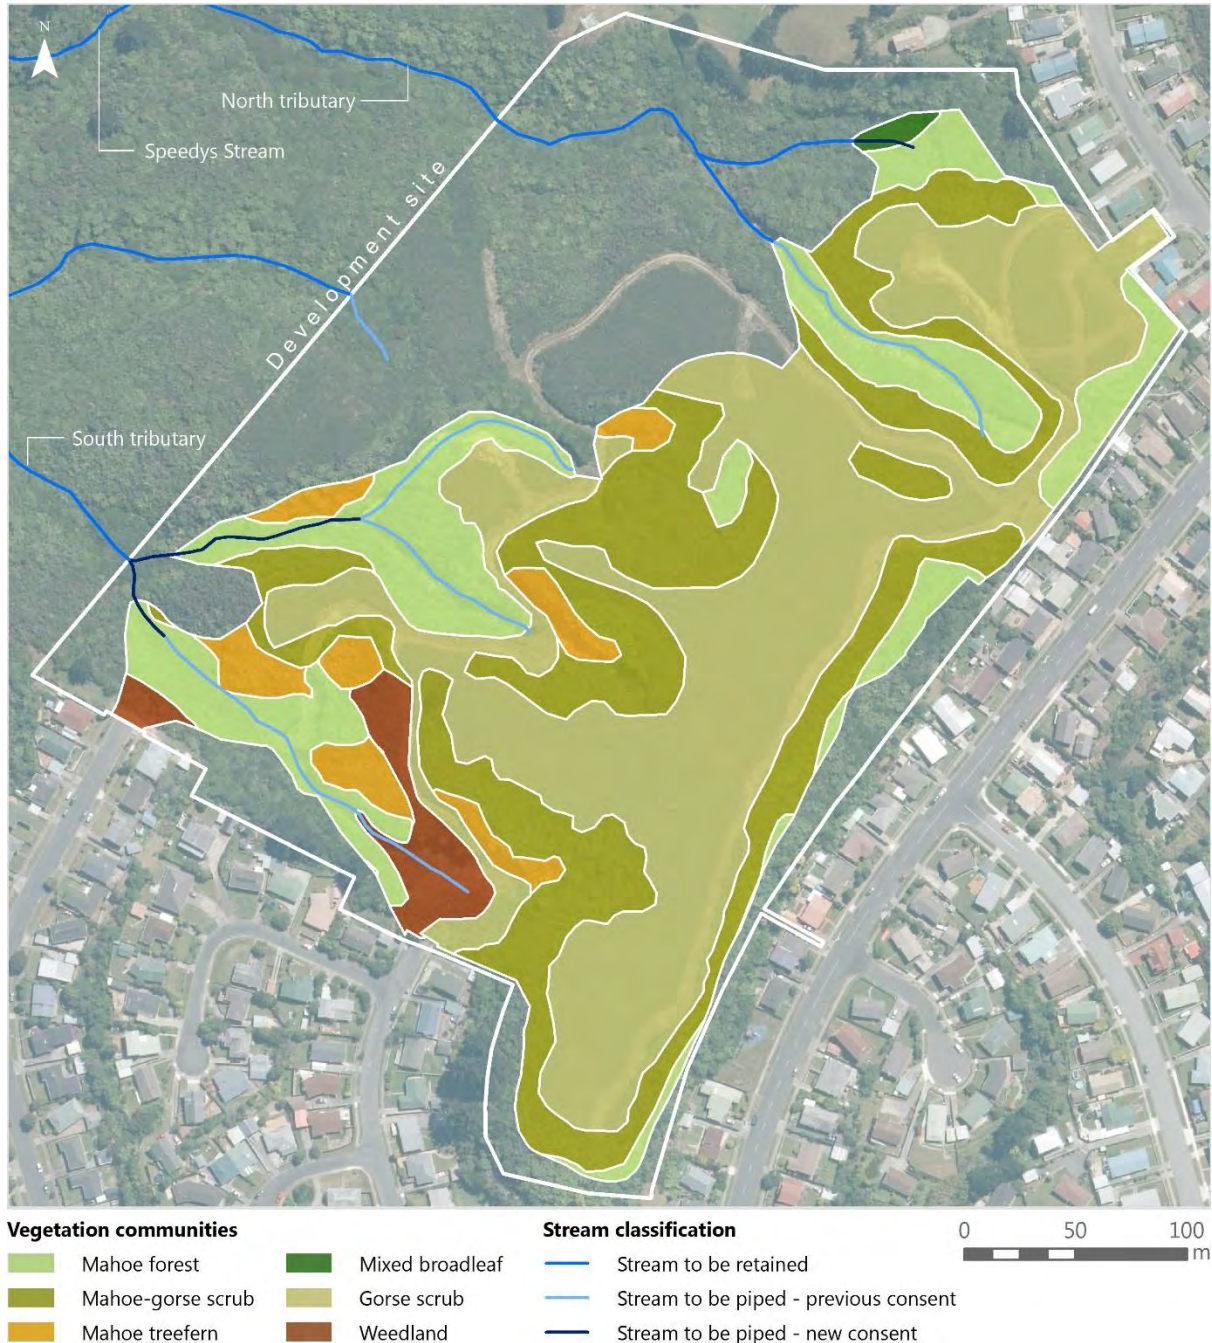 N
North tributary
Speedys Stream
Development site
South tributary
Vegetation communities
Mahoe forest
Mahoe-gorse scrub
Mahoe treefern
Mixed broadleaf
Gorse scrub
Weedland
Stream classification
Stream to be retained
Stream to be piped - previous consent
Stream to be piped - new consent
0 50 100
m